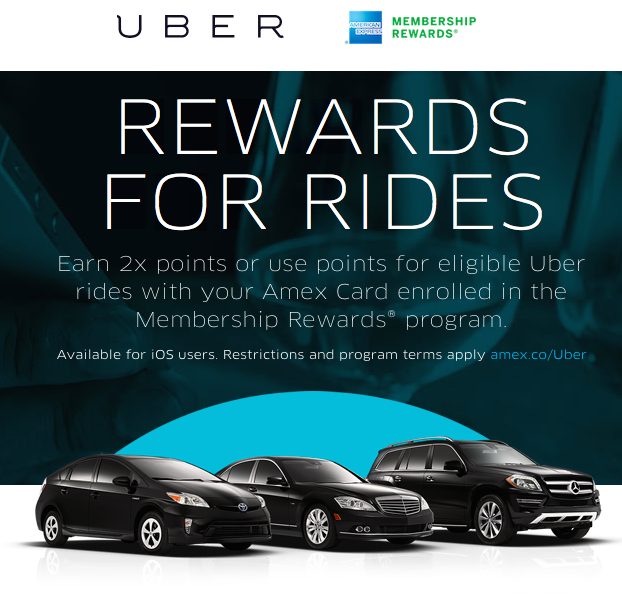 UBER
AMERICAN EXPRESS
MEMBERSHIP
REWARDS®
REWARDS
FOR RIDES
Earn 2x points or use points for eligible Uber
rides with your Amex Card enrolled in the
Membership Rewards® program.
Available for iOS users. Restrictions and program terms apply amex.co/Uber